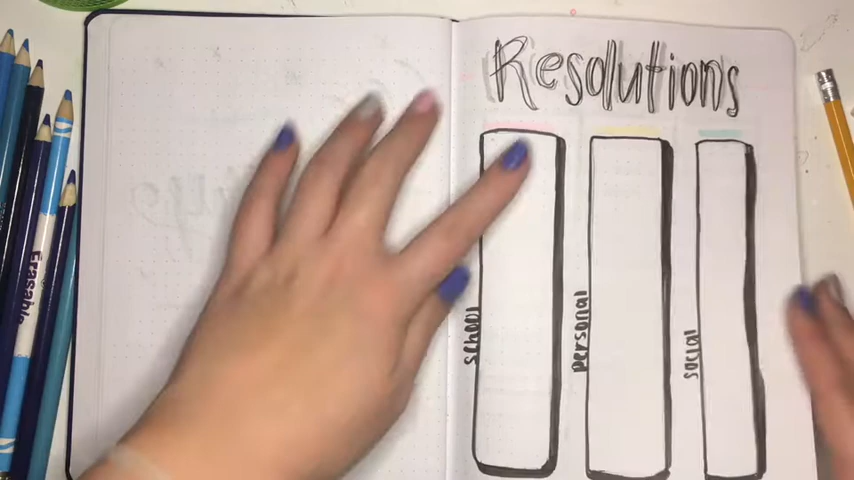 Resolutions
school
personal
social
Erasable